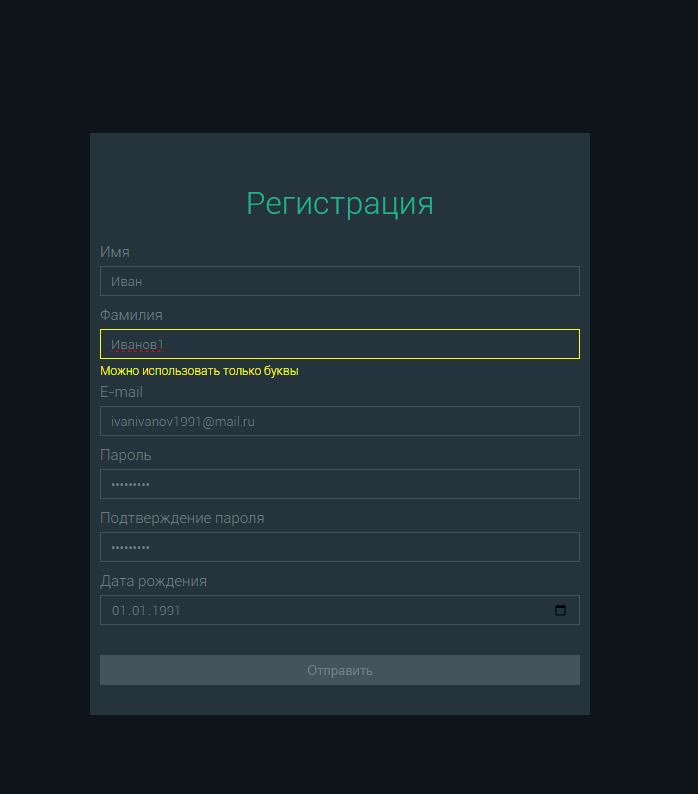 Регистрация
Имя
Иван
Фамилия
Иванов1
Можно использовать только буквы
E-mail
ivanivanov1991@mail.ru
Пароль
•••••••••
Подтверждение пароля
•••••••••
Дата рождения
01.01.1991
Отправить